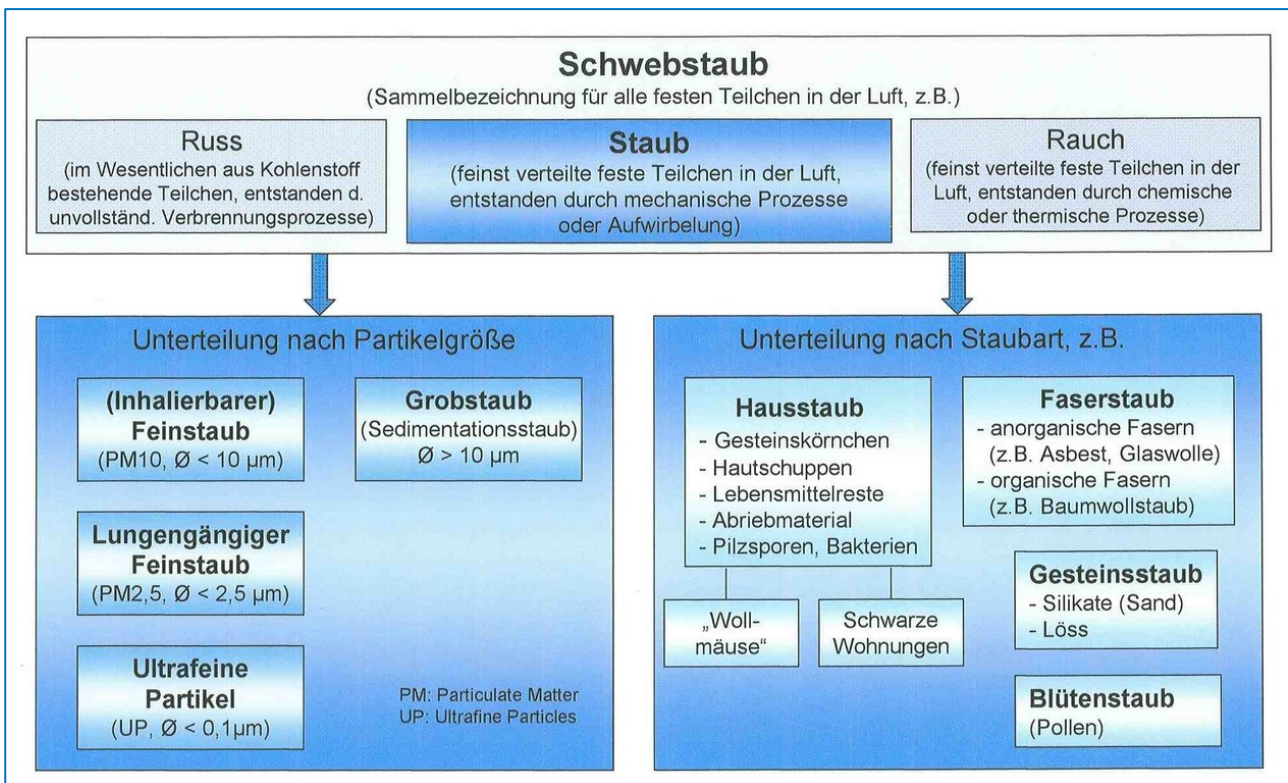 Schwebstaub
(Sammelbezeichnung für alle festen Teilchen in der Luft, z.B.)
Russ
(im Wesentlichen aus Kohlenstoff
bestehende Teilchen, entstanden d.
unvollständ. Verbrennungsprozesse)
Staub
(feinst verteilte feste Teilchen in der Luft,
entstanden durch mechanische Prozesse
oder Aufwirbelung)
Rauch
(feinst verteilte feste Teilchen in der
Luft, entstanden durch chemische
oder thermische Prozesse)
Unterteilung nach Partikelgröße
(Inhalierbarer)
Feinstaub
(PM10, Ø < 10 µm)
Grobstaub
(Sedimentationsstaub)
Ø > 10 µm
Lungengängiger
Feinstaub
(PM2,5, Ø < 2,5 µm)
Ultrafeine
Partikel
(UP, Ø < 0,1µm)
PM: Particulate Matter
UP: Ultrafine Particles
Unterteilung nach Staubart, z.B.
Hausstaub
- Gesteinskörnchen
- Hautschuppen
- Lebensmittelreste
- Abriebmaterial
- Pilzsporen, Bakterien
„Woll-
mäuse“
Schwarze
Wohnungen
Faserstaub
- anorganische Fasern
(z.B. Asbest, Glaswolle)
- organische Fasern
(z.B. Baumwollstaub)
Gesteinsstaub
- Silikate (Sand)
- Löss
Blütenstaub
(Pollen)